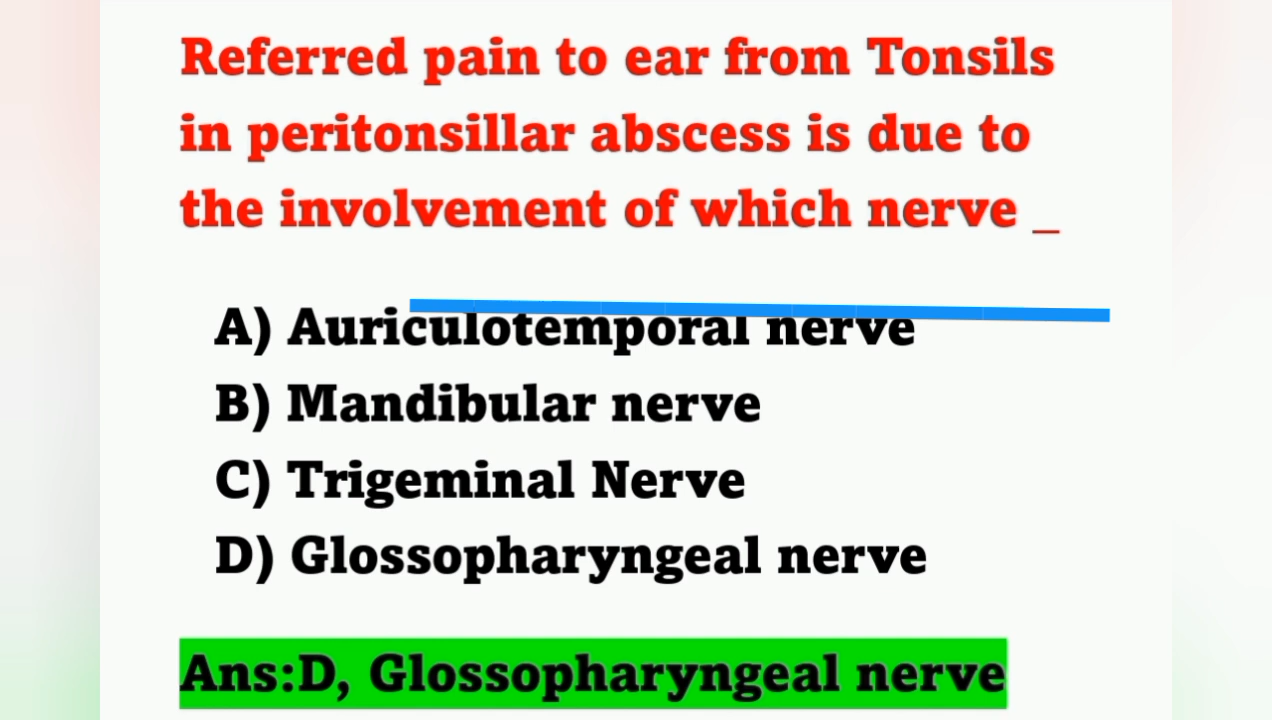 Referred pain to ear from Tonsils
in peritonsillar abscess is due to
the involvement of which nerve _
A) Auriculotemporal nerve
B) Mandibular nerve
C) Trigeminal Nerve
D) Glossopharyngeal nerve
Ans:D, Glossopharyngeal nerve